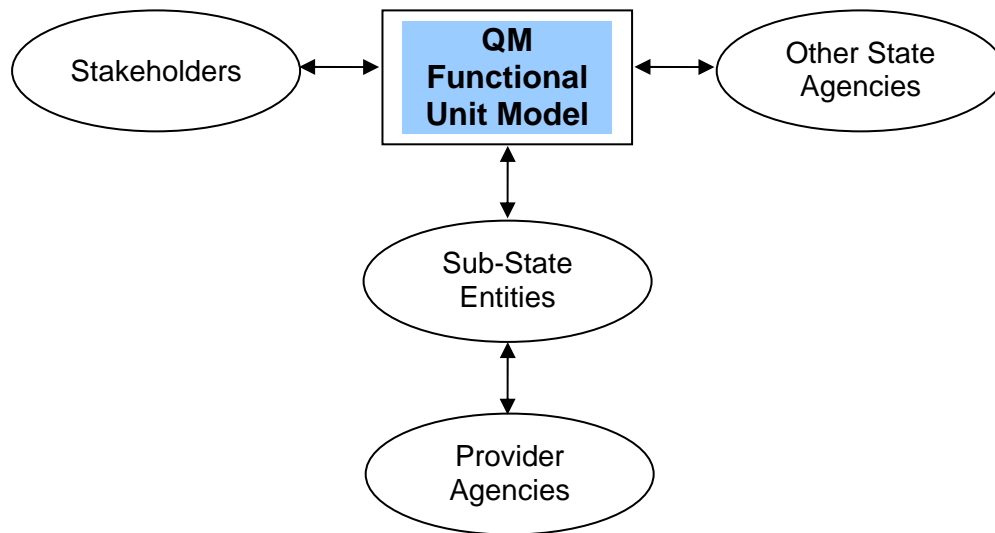 Stakeholders
QM
Functional
Unit Model
Other State
Agencies
Sub-State
Entities
Provider
Agencies